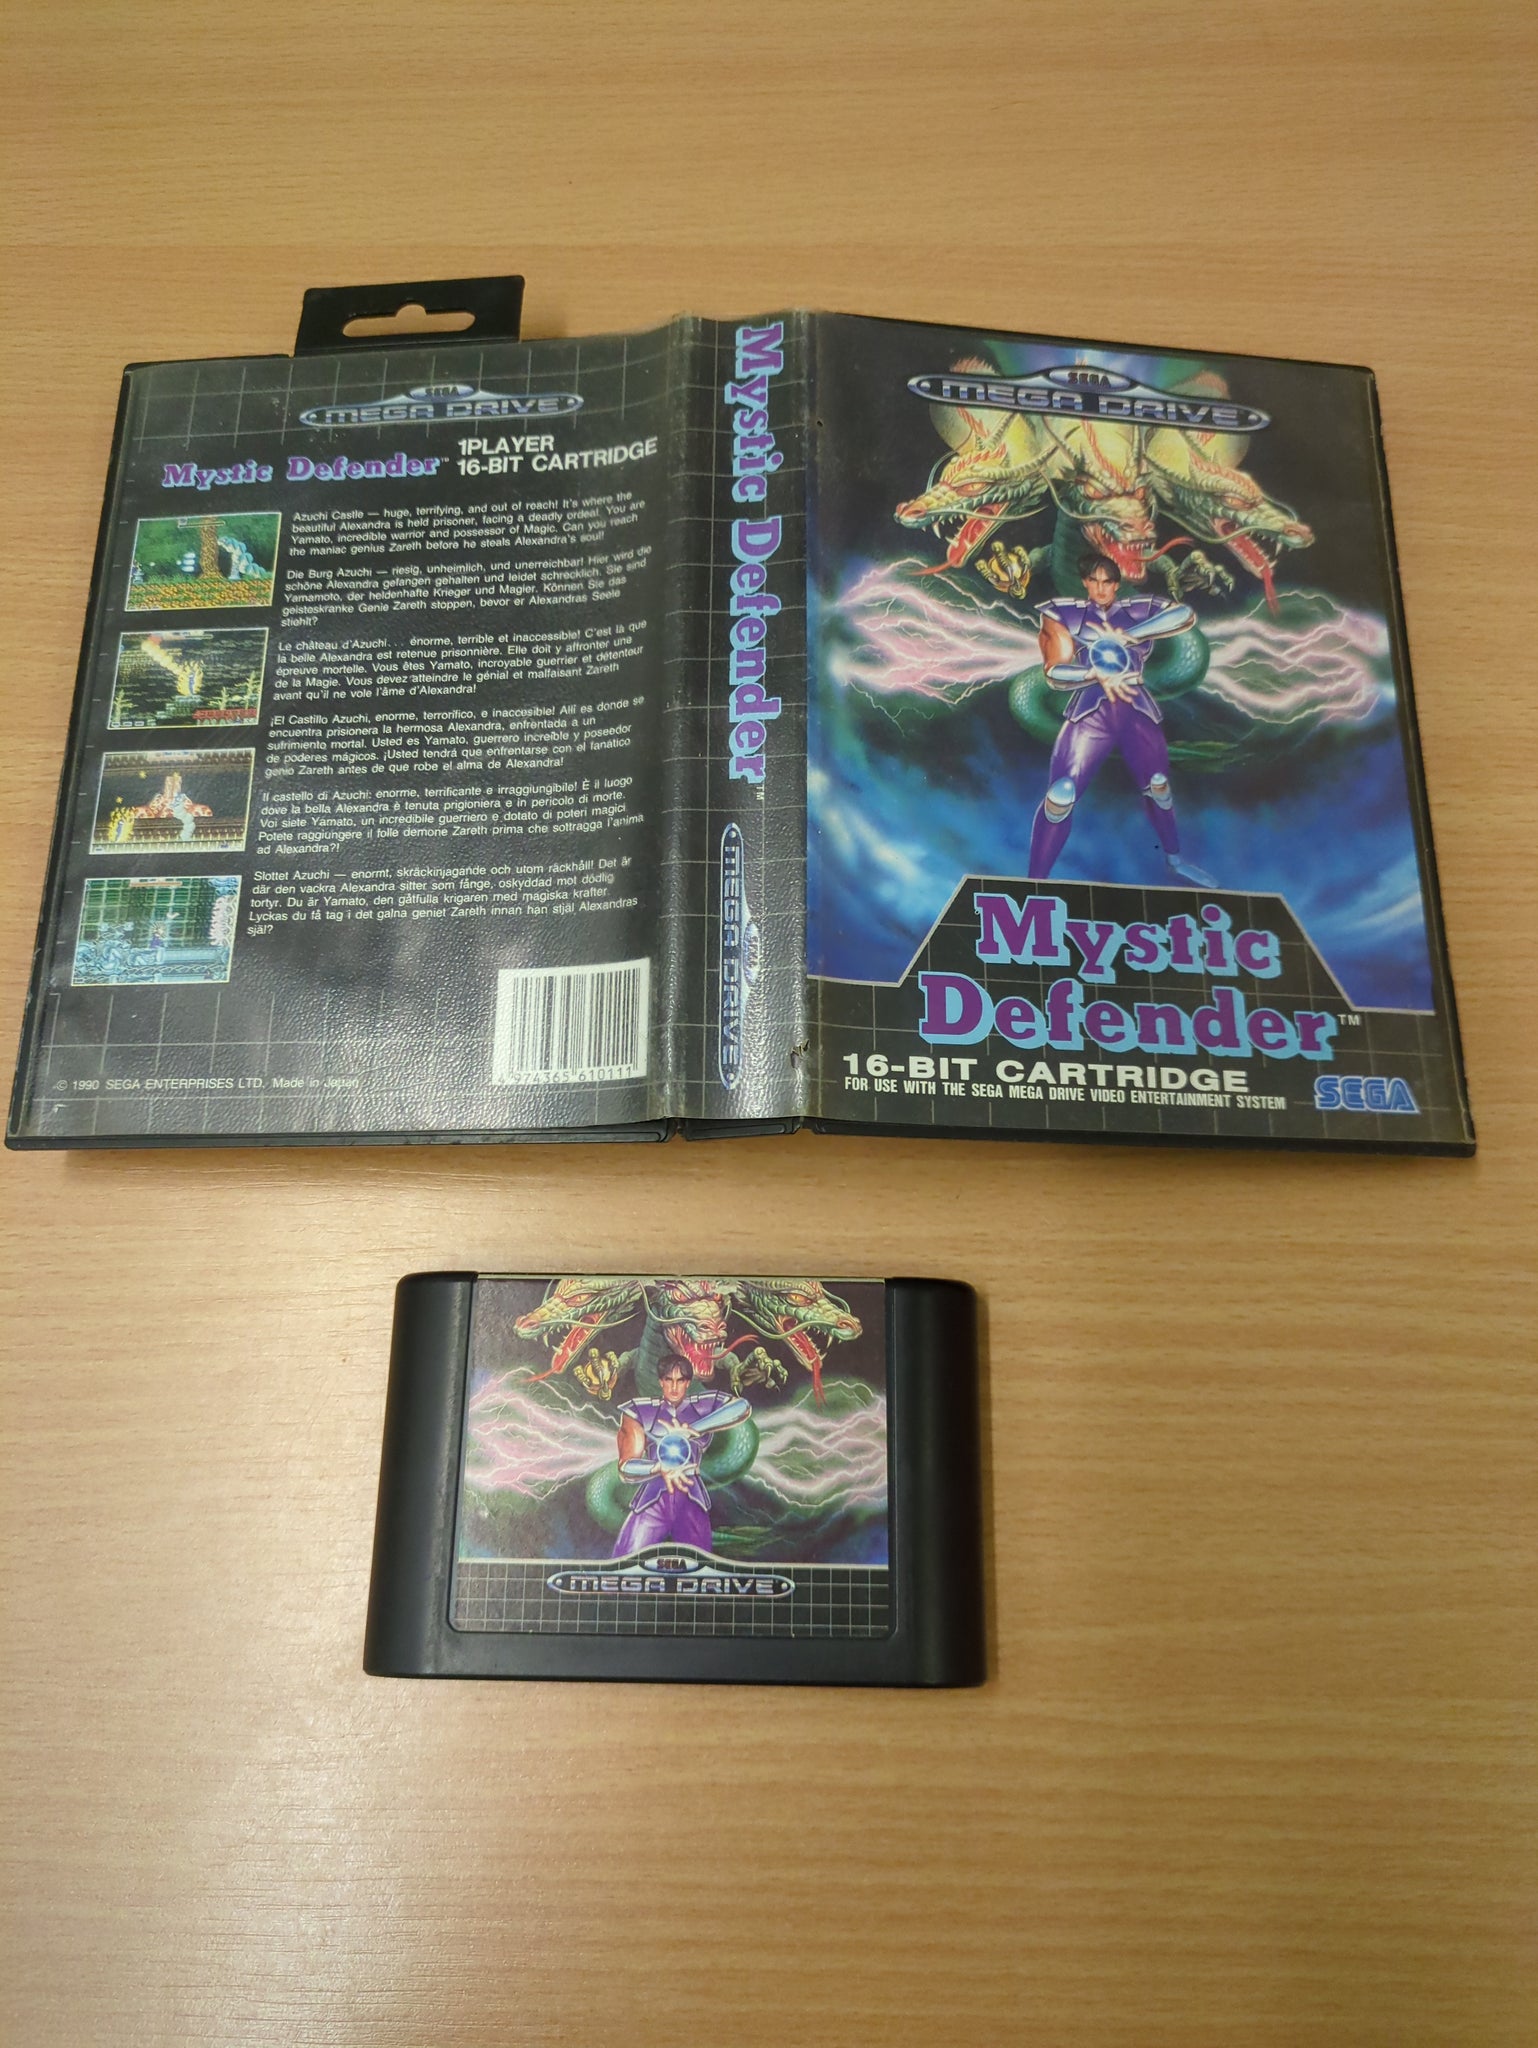 SEGA
MEGA DRIVE
Mystic Defender™
1PLAYER
16-BIT CARTRIDGE
Azuchi Castle — huge, terrifying, and out of reach! It's where the
beautiful Alexandra is held prisoner, facing a deadly ordeal. You are
Yamato, incredible warrior and possessor of Magic. Can you reach
the maniac genius Zareth before he steals Alexandra's soul!
Die Burg Azuchi — riesig, unheimlich, und unerreichbar! Hier wird die
schöne Alexandra gefangen gehalten und leidet schrecklich. Sie sind
Yamamoto, der heldenhafte Krieger und Magier. Können Sie das
geisteskranke Genie Zareth stoppen, bevor er Alexandras Seele
stiehlt?
Le château d'Azuchi... énorme, terrible et inaccessible! C'est là que
la belle Alexandra est retenue prisonnière. Elle doit y affronter une
épreuve mortelle. Vous êtes Yamato, incroyable guerrier et détenteur
de la Magie. Vous devez atteindre le génial et malfaisant Zareth
avant qu'il ne vole l'âme d'Alexandra!
¡El Castillo Azuchi, enorme, terrorífico, e inaccesible! Allí es donde se
encuentra prisionera la hermosa Alexandra, enfrentada a un
sufrimiento mortal. Usted es Yamato, guerrero increíble y poseedor
de poderes mágicos. ¡Usted tendrá que enfrentarse con el fanático
genio Zareth antes de que robe el alma de Alexandra!
Il castello di Azuchi: enorme, terrificante e irraggiungibile! È il luogo
dove la bella Alexandra è tenuta prigioniera e in pericolo di morte.
Voi siete Yamato, un incredibile guerriero e dotato di poteri magici.
Potete raggiungere il folle demone Zareth prima che sottragga l'anima
ad Alexandra?!
Slottet Azuchi — enormt, skräckinjagande och utom räckhåll! Det är
där den vackra Alexandra sitter som fånge, oskyddad mot dödlig
tortyr. Du är Yamato, den gåtfulla krigaren med magiska krafter.
Lyckas du få tag i det galna geniet Zareth innan han stjäl Alexandras
själ?
4 974365 610111
© 1990 SEGA ENTERPRISES LTD. Made in Japan
Mystic Defender™
SEGA
MEGA DRIVE
SEGA
MEGA DRIVE
Mystic
Defender™
16-BIT CARTRIDGE
FOR USE WITH THE SEGA MEGA DRIVE VIDEO ENTERTAINMENT SYSTEM
SEGA
SEGA
MEGA DRIVE